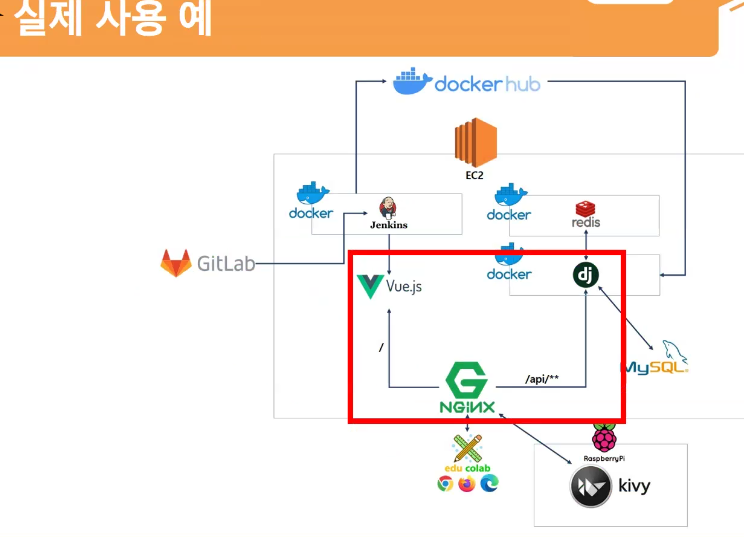 실제 사용 예
dockerhub
EC2
docker
Jenkins
docker
redis
GitLab
Vue.js
docker
dj
/
/api/**
MySQL
NGINX
edu colab
RaspberryPi
kivy